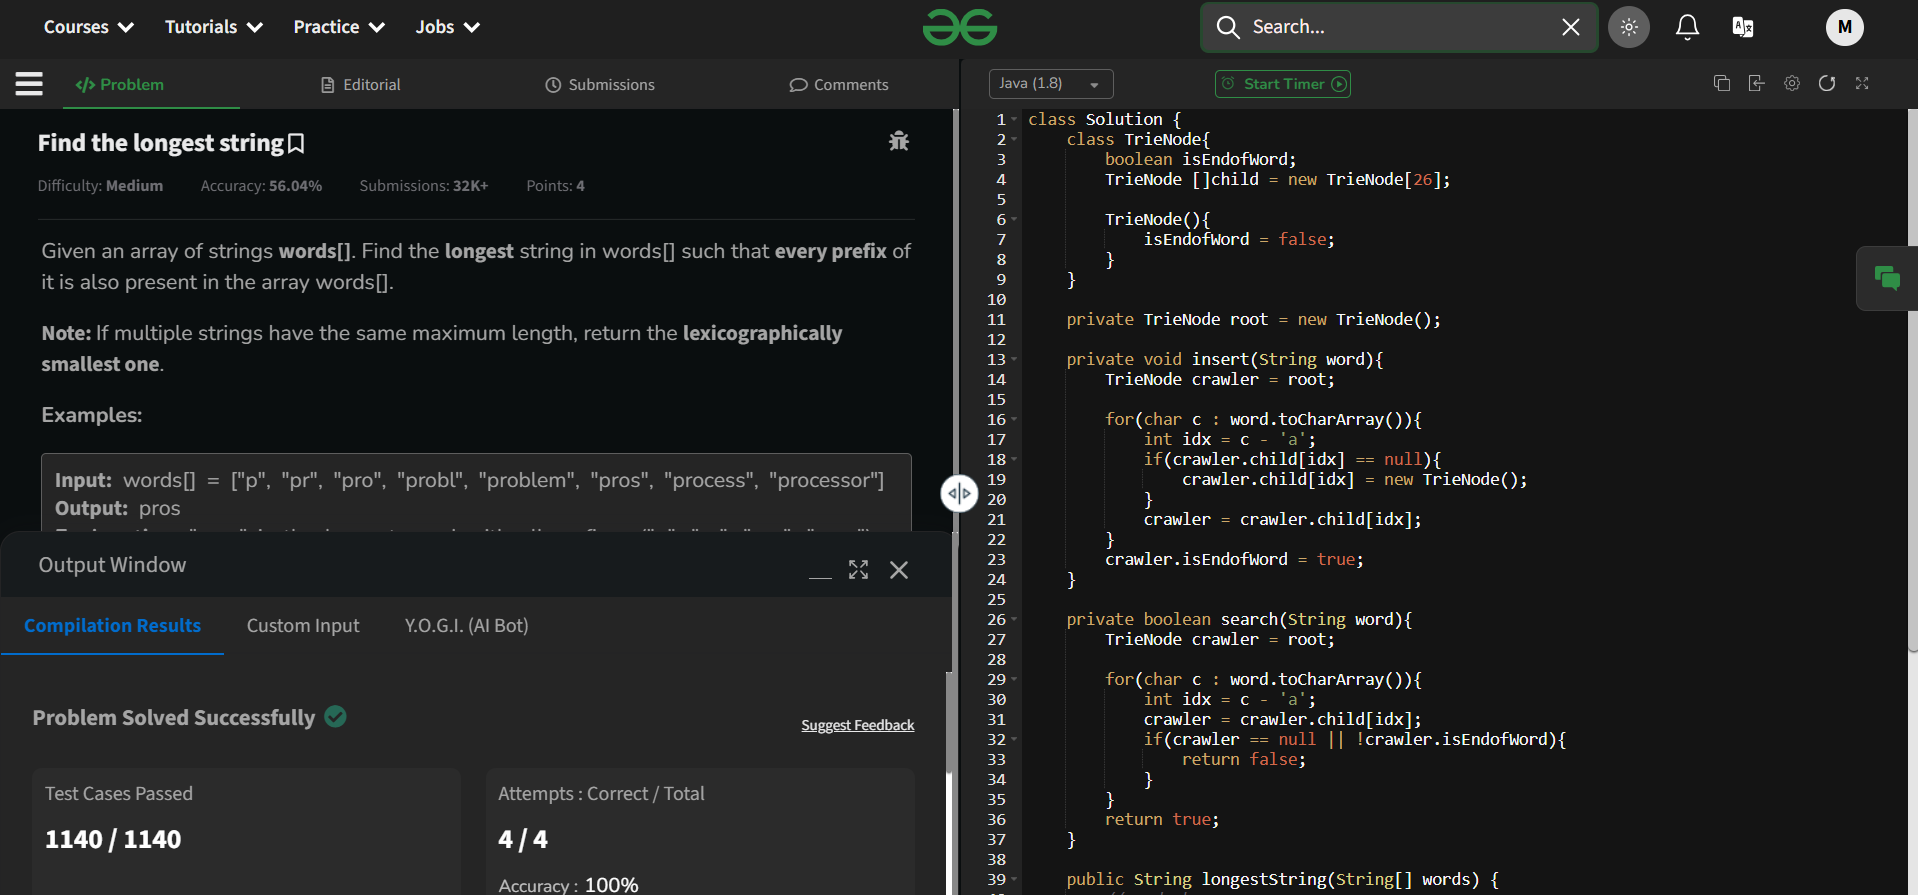 Courses Tutorials Practice Jobs Search... M
Problem Editorial Submissions Comments
Java (1.8) Start Timer
Find the longest string
Difficulty: Medium Accuracy: 56.04% Submissions: 32K+ Points: 4
Given an array of strings words[]. Find the longest string in words[] such that every prefix of
it is also present in the array words[].
Note: If multiple strings have the same maximum length, return the lexicographically
smallest one.
Examples:
Input: words[] = ["p", "pr", "pro", "probl", "problem", "pros", "process", "processor"]
Output: pros
Output Window
Compilation Results Custom Input Y.O.G.I. (AI Bot)
Problem Solved Successfully
Suggest Feedback
Test Cases Passed
1140 / 1140
Attempts : Correct / Total
4 / 4
Accuracy : 100%
1 class Solution {
2 class TrieNode{
3 boolean isEndofWord;
4 TrieNode []child = new TrieNode[26];
5
6 TrieNode(){
7 isEndofWord = false;
8 }
9 }
10
11 private TrieNode root = new TrieNode();
12
13 private void insert(String word){
14 TrieNode crawler = root;
15
16 for(char c : word.toCharArray()){
17 int idx = c - 'a';
18 if(crawler.child[idx] == null){
19 crawler.child[idx] = new TrieNode();
20 }
21 crawler = crawler.child[idx];
22 }
23 crawler.isEndofWord = true;
24 }
25
26 private boolean search(String word){
27 TrieNode crawler = root;
28
29 for(char c : word.toCharArray()){
30 int idx = c - 'a';
31 crawler = crawler.child[idx];
32 if(crawler == null || !crawler.isEndofWord){
33 return false;
34 }
35 }
36 return true;
37 }
38
39 public String longestString(String[] words) {